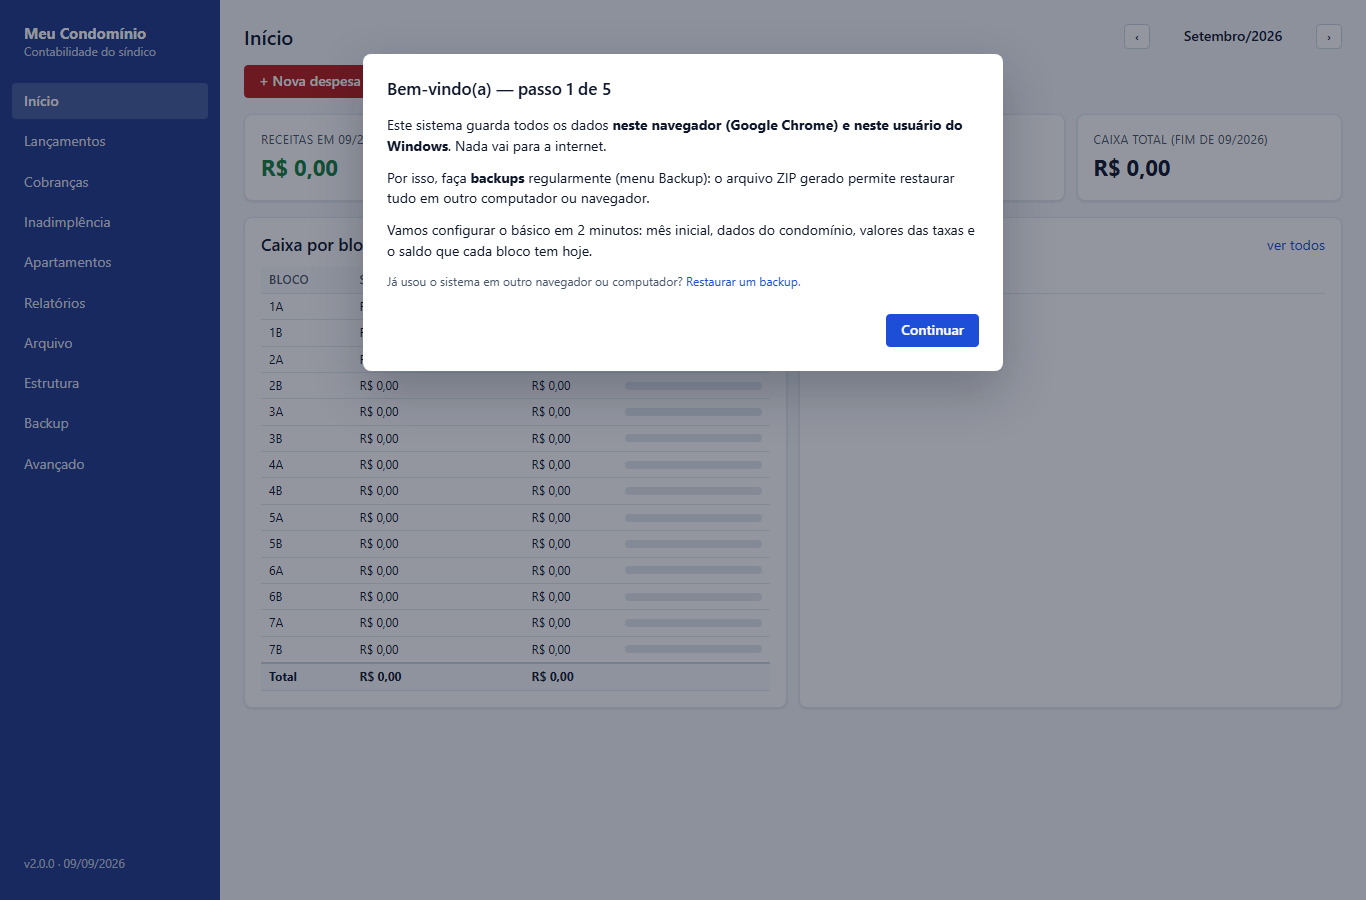 Meu Condomínio
Contabilidade do síndico
Início
Lançamentos
Cobranças
Inadimplência
Apartamentos
Relatórios
Arquivo
Estrutura
Backup
Avançado
v2.0.0 · 09/09/2026
Início
‹ Setembro/2026 ›
+ Nova despesa
RECEITAS EM 09/2
R$ 0,00
CAIXA TOTAL (FIM DE 09/2026)
R$ 0,00
Bem-vindo(a) — passo 1 de 5
Este sistema guarda todos os dados neste navegador (Google Chrome) e neste usuário do
Windows. Nada vai para a internet.
Por isso, faça backups regularmente (menu Backup): o arquivo ZIP gerado permite restaurar
tudo em outro computador ou navegador.
Vamos configurar o básico em 2 minutos: mês inicial, dados do condomínio, valores das taxas e
o saldo que cada bloco tem hoje.
Já usou o sistema em outro navegador ou computador? Restaurar um backup.
Continuar
Caixa por blo
ver todos
BLOCO
1A
1B
2A
2B R$ 0,00 R$ 0,00
3A R$ 0,00 R$ 0,00
3B R$ 0,00 R$ 0,00
4A R$ 0,00 R$ 0,00
4B R$ 0,00 R$ 0,00
5A R$ 0,00 R$ 0,00
5B R$ 0,00 R$ 0,00
6A R$ 0,00 R$ 0,00
6B R$ 0,00 R$ 0,00
7A R$ 0,00 R$ 0,00
7B R$ 0,00 R$ 0,00
Total R$ 0,00 R$ 0,00